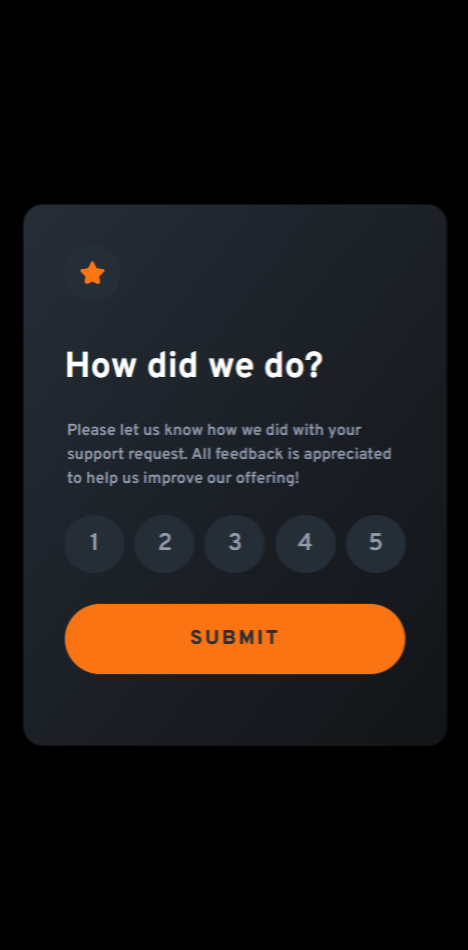 How did we do?
Please let us know how we did with your
support request. All feedback is appreciated
to help us improve our offering!
1 2 3 4 5
SUBMIT